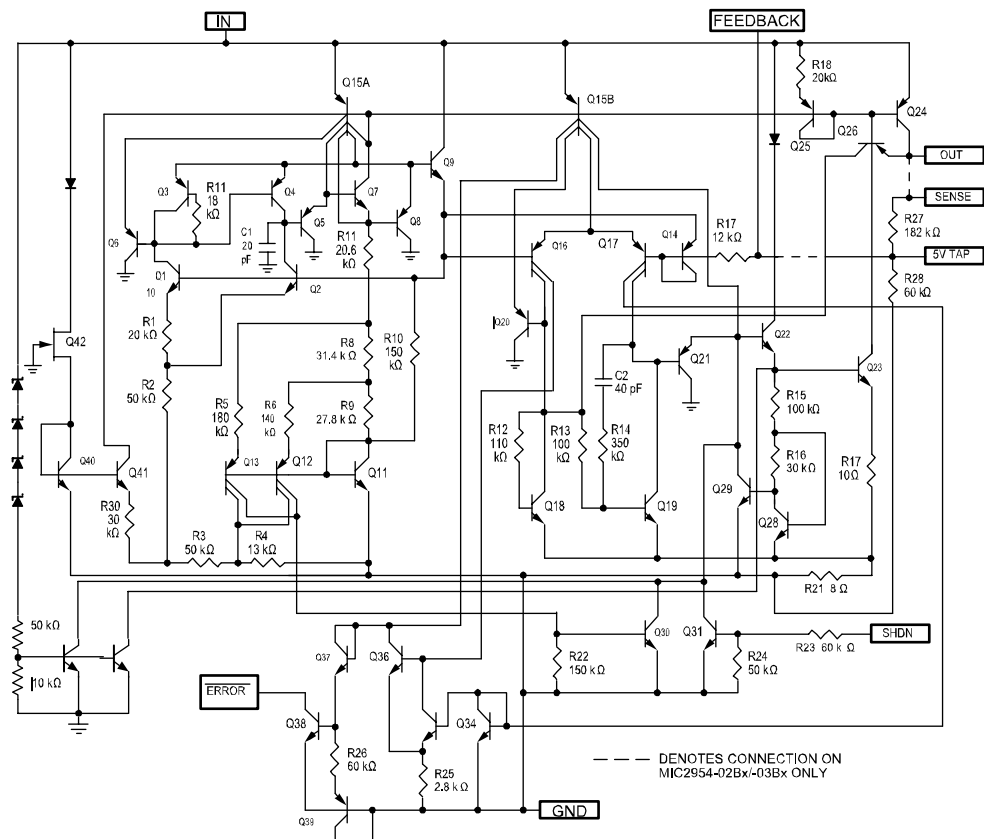 IN
FEEDBACK
Q15A
Q15B
R18
20kΩ
Q24
Q25
Q26
OUT
SENSE
Q9
Q3
R11
18
kΩ
Q4
Q7
Q5
Q8
Q6
C1
20
pF
R11
20.6
kΩ
Q16
Q17
Q14
R17
12 kΩ
R27
182 kΩ
5V TAP
R28
60 kΩ
Q1
10
Q2
R1
20 kΩ
R10
150
kΩ
Q20
Q42
R8
31.4 kΩ
R2
50 kΩ
C2
40 pF
Q21
Q22
Q23
R5
180
kΩ
R6
140
kΩ
R9
27.8 kΩ
R15
100 kΩ
R12
110
kΩ
R13
100
kΩ
R14
350
kΩ
R16
30 kΩ
R17
10Ω
Q40
Q41
Q13
Q12
Q11
Q29
Q18
Q19
Q28
R30
30
kΩ
R3
50 kΩ
R4
13 kΩ
R21 8 Ω
50 kΩ
10 kΩ
Q37
Q36
R22
150 kΩ
Q30
Q31
R24
50 kΩ
R23 60 kΩ
SHDN
ERROR
Q38
Q34
R26
60 kΩ
R25
2.8 kΩ
Q39
GND
DENOTES CONNECTION ON
MIC2954-02Bx/-03Bx ONLY